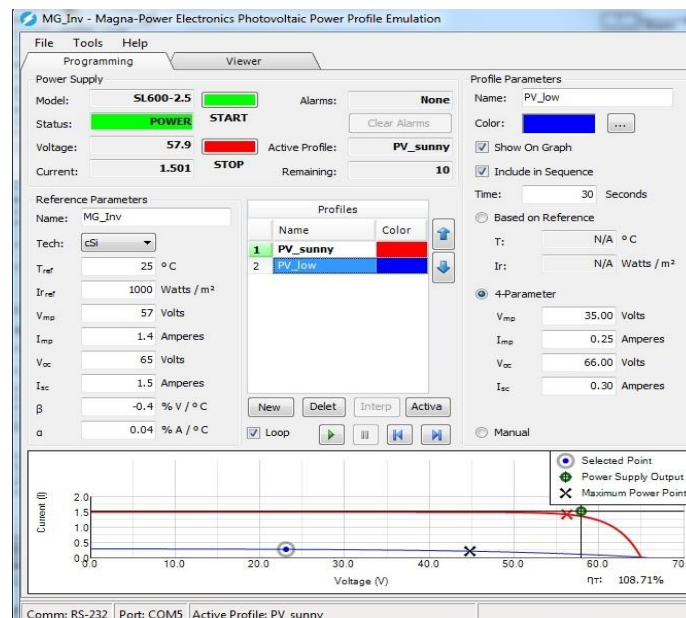 MG_Inv - Magna-Power Electronics Photovoltaic Power Profile Emulation
File Tools Help
Programming Viewer
Power Supply
Model: SL600-2.5 START Alarms: None
Status: POWER Clear Alarms
Voltage: 57.9 STOP Active Profile: PV_sunny
Current: 1.501 Remaining: 10
Reference Parameters
Name: MG_Inv
Tech: cSi
Tref 25 °C
Irref 1000 Watts / m²
Vmp 57 Volts
Imp 1.4 Amperes
Voc 65 Volts
Isc 1.5 Amperes
β -0.4 % V / °C
α 0.04 % A / °C
Profiles
Name Color
1 PV_sunny
2 PV_low
New Delet Interp Activa
Loop
Profile Parameters
Name: PV_low
Color: ...
Show On Graph
Include in Sequence
Time: 30 Seconds
Based on Reference
T: N/A °C
Ir: N/A Watts / m²
4-Parameter
Vmp 35.00 Volts
Imp 0.25 Amperes
Voc 66.00 Volts
Isc 0.30 Amperes
Manual
Selected Point
Power Supply Output
Maximum Power Point
Current (I)
2.0
1.5
1.0
0.5
0.0
0.0 10.0 20.0 30.0 40.0 50.0 60.0 70.
Voltage (V)
ηT: 108.71%
Comm: RS-232 Port: COM5 Active Profile: PV_sunny